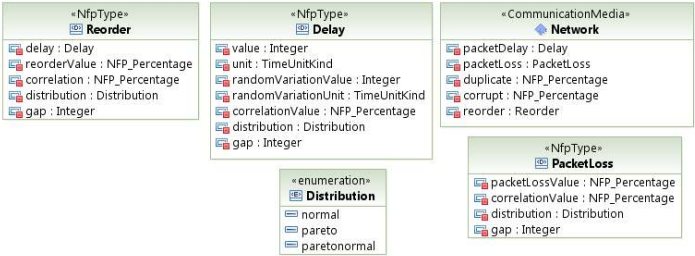 «NfpType»
Reorder
delay : Delay
reorderValue : NFP_Percentage
correlation : NFP_Percentage
distribution : Distribution
gap : Integer
«NfpType»
Delay
value : Integer
unit : TimeUnitKind
randomVariationValue : Integer
randomVariationUnit : TimeUnitKind
correlationValue : NFP_Percentage
distribution : Distribution
gap : Integer
«CommunicationMedia»
Network
packetDelay : Delay
packetLoss : PacketLoss
duplicate : NFP_Percentage
corrupt : NFP_Percentage
reorder : Reorder
«enumeration»
Distribution
normal
pareto
paretonormal
«NfpType»
PacketLoss
packetLossValue : NFP_Percentage
correlationValue : NFP_Percentage
distribution : Distribution
gap : Integer